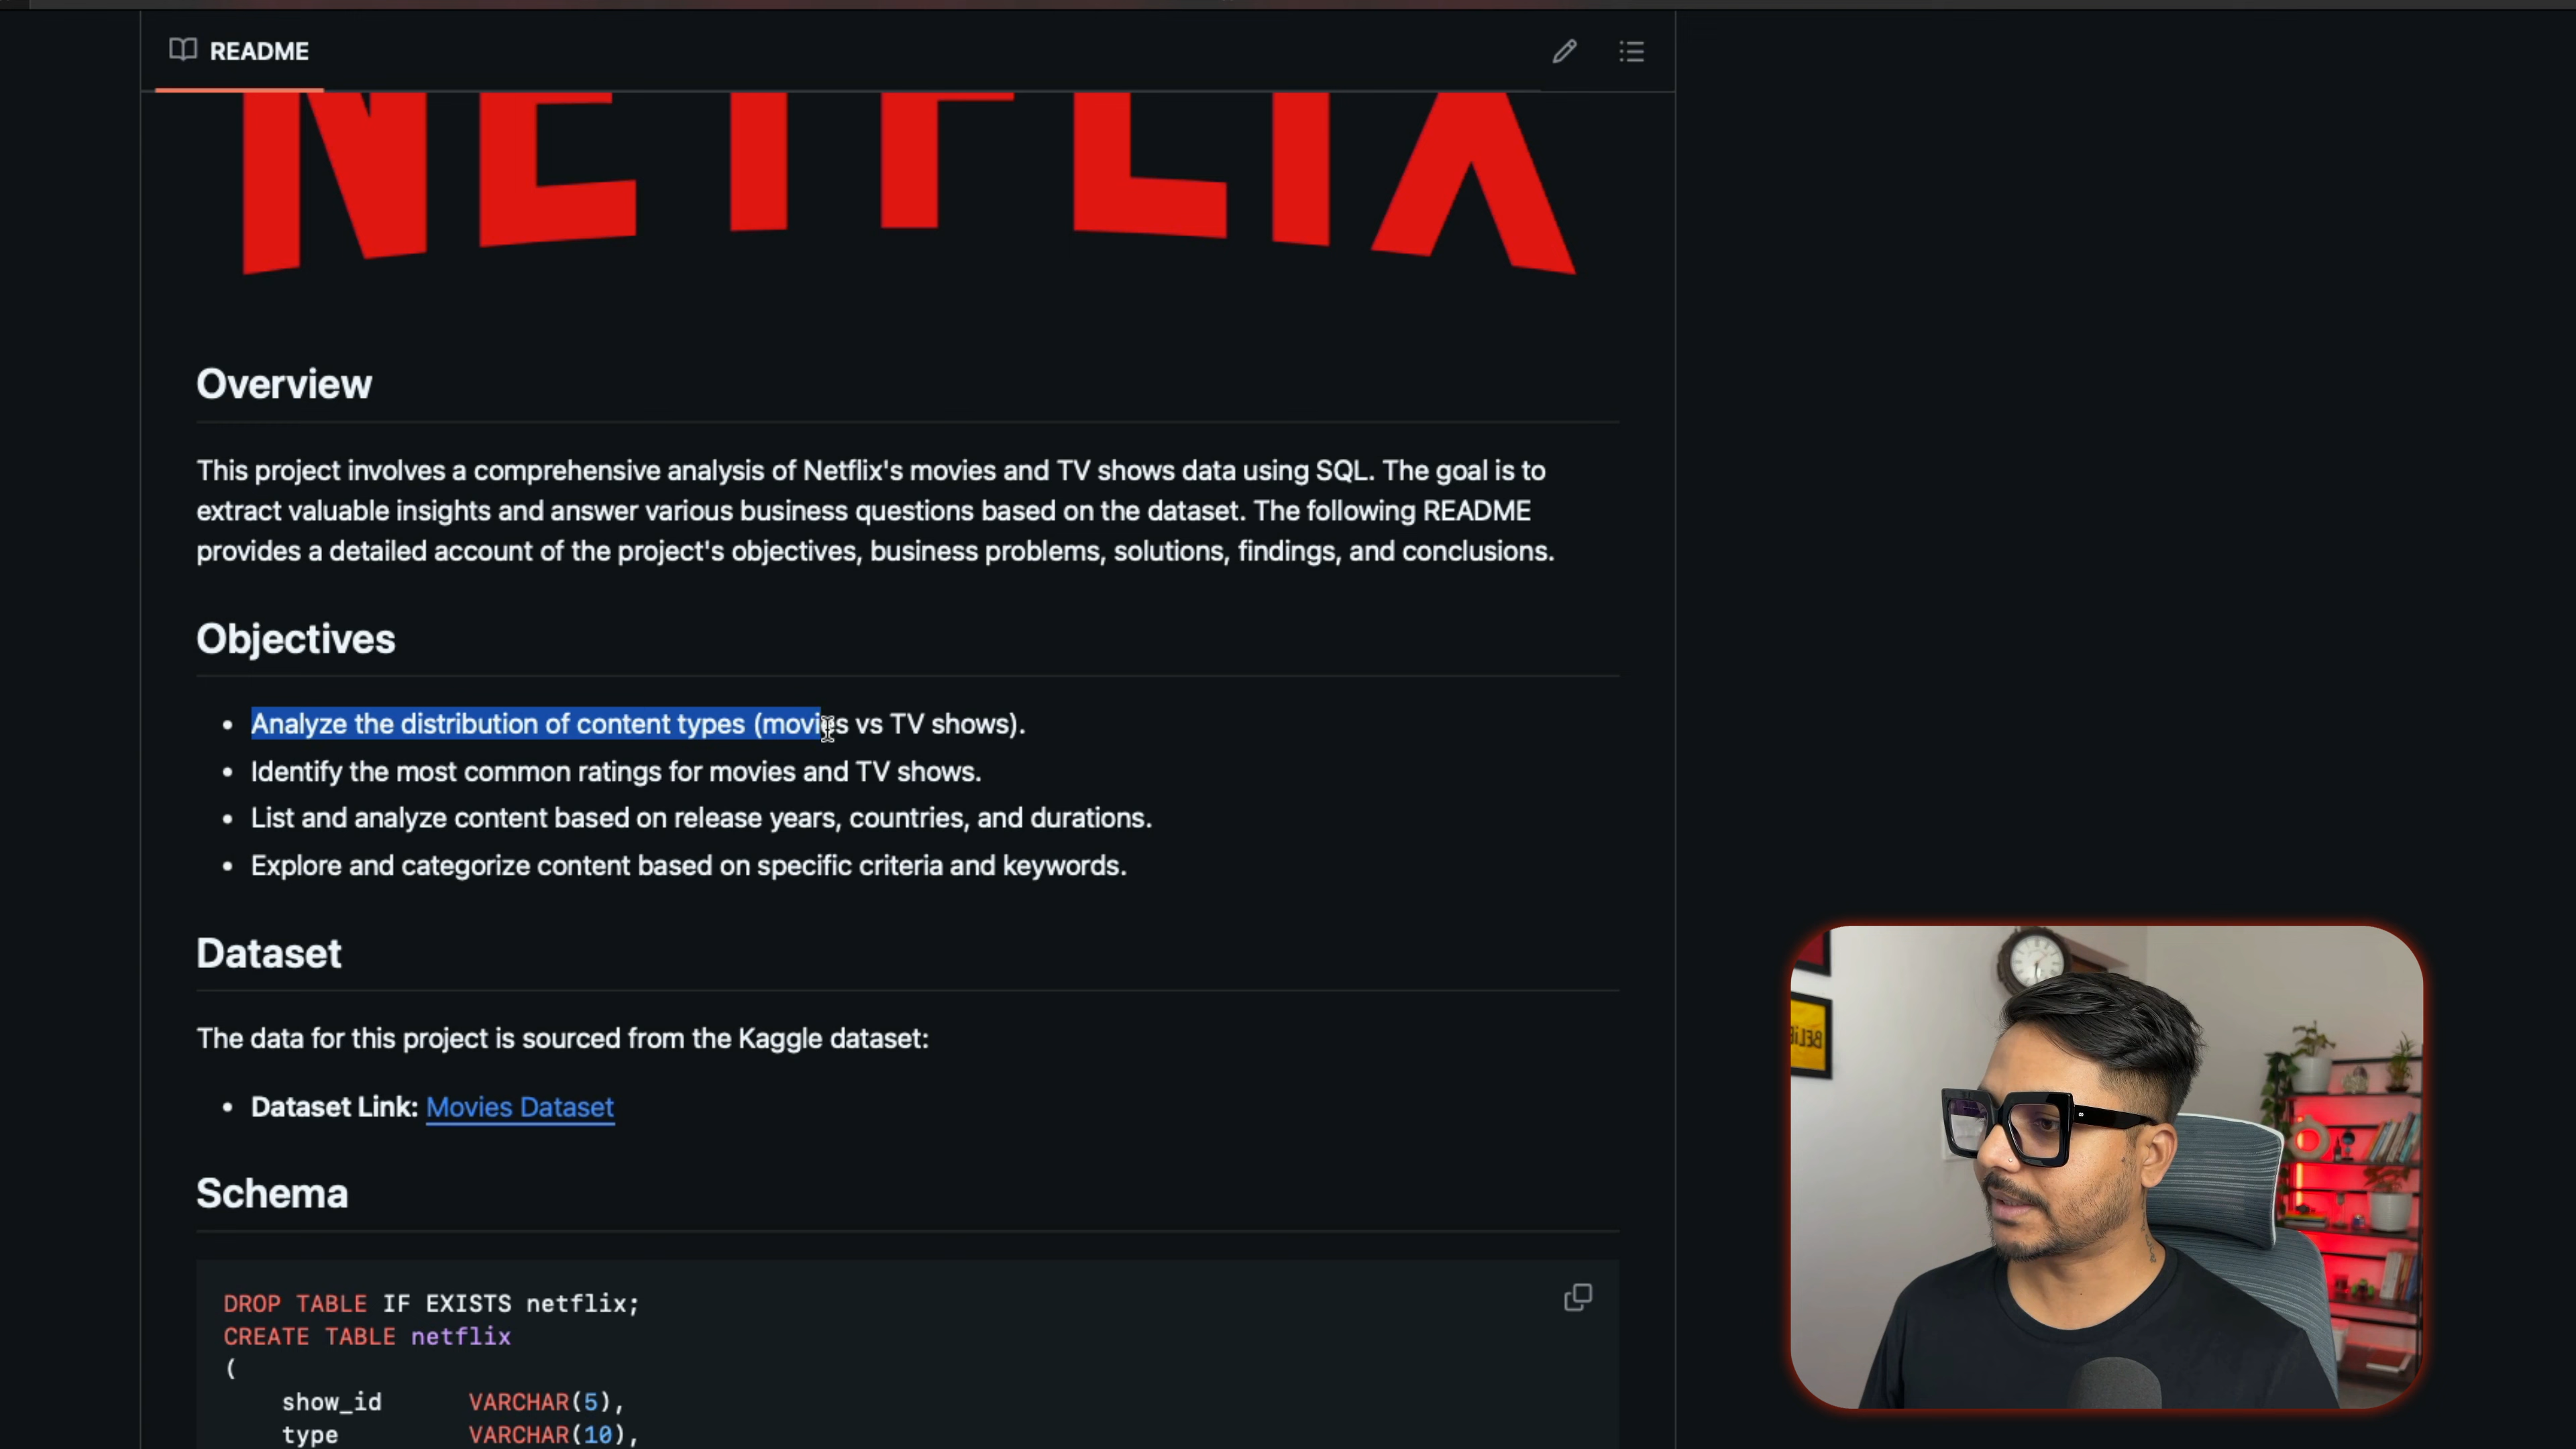 README
NETFLIX
Overview
This project involves a comprehensive analysis of Netflix's movies and TV shows data using SQL. The goal is to
extract valuable insights and answer various business questions based on the dataset. The following README
provides a detailed account of the project's objectives, business problems, solutions, findings, and conclusions.
Objectives
• Analyze the distribution of content types (movies vs TV shows).
• Identify the most common ratings for movies and TV shows.
• List and analyze content based on release years, countries, and durations.
• Explore and categorize content based on specific criteria and keywords.
Dataset
The data for this project is sourced from the Kaggle dataset:
• Dataset Link: Movies Dataset
Schema
DROP TABLE IF EXISTS netflix;
CREATE TABLE netflix
(
show_id VARCHAR(5),
type VARCHAR(10),